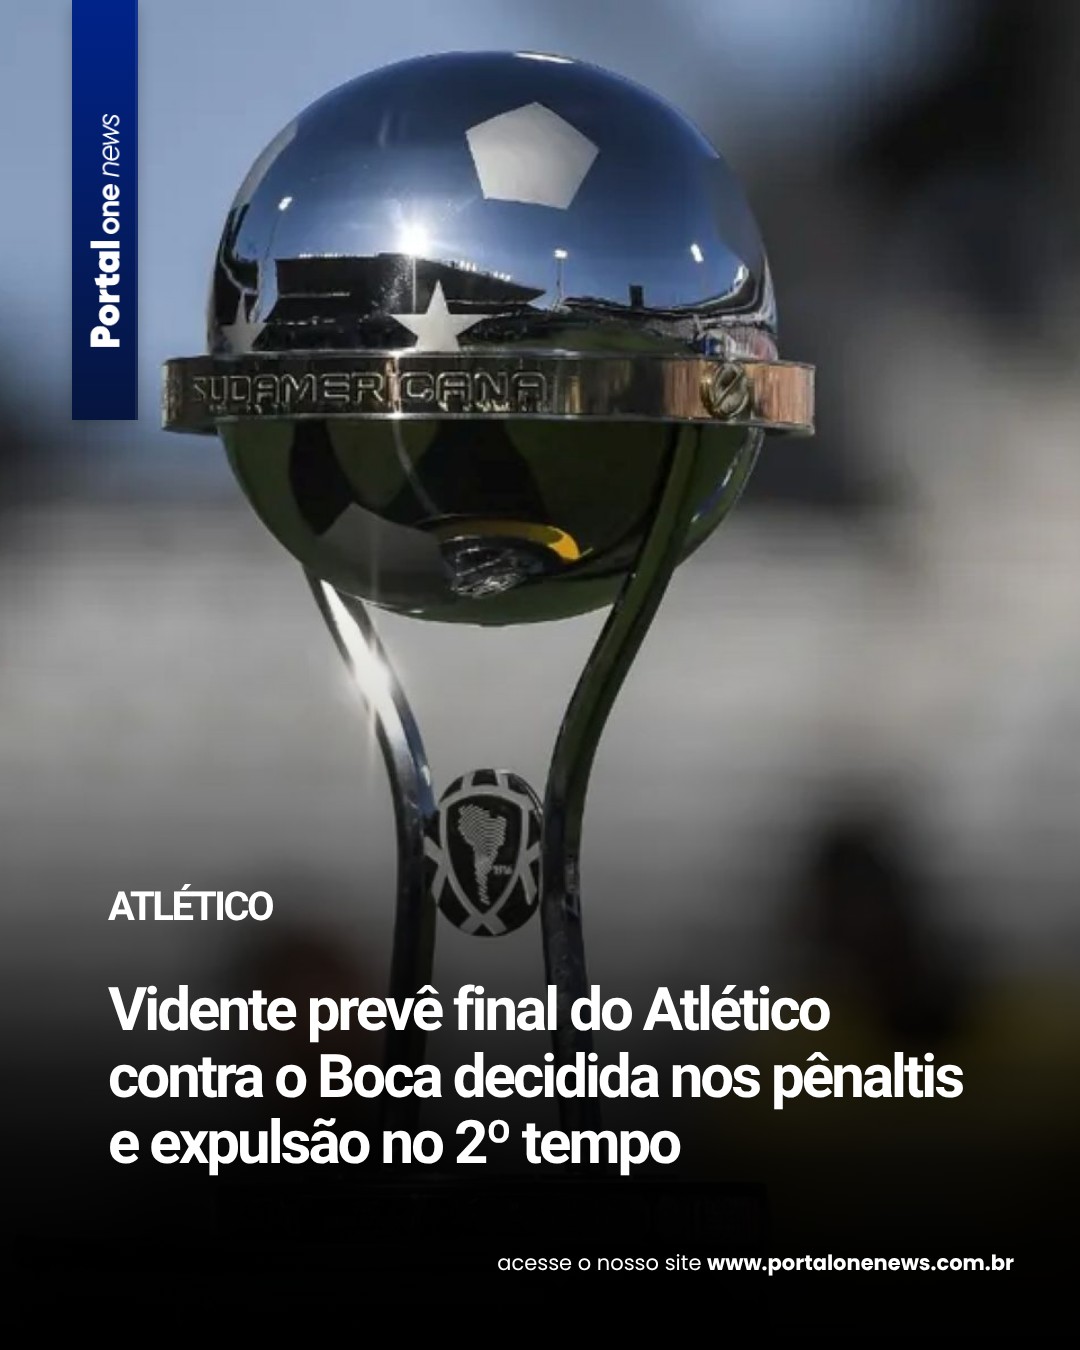 Portal one news
SUDAMERICANA
ATLÉTICO
Vidente prevê final do Atlético
contra o Boca decidida nos pênaltis
e expulsão no 2º tempo
acesse o nosso site www.portalonenews.com.br